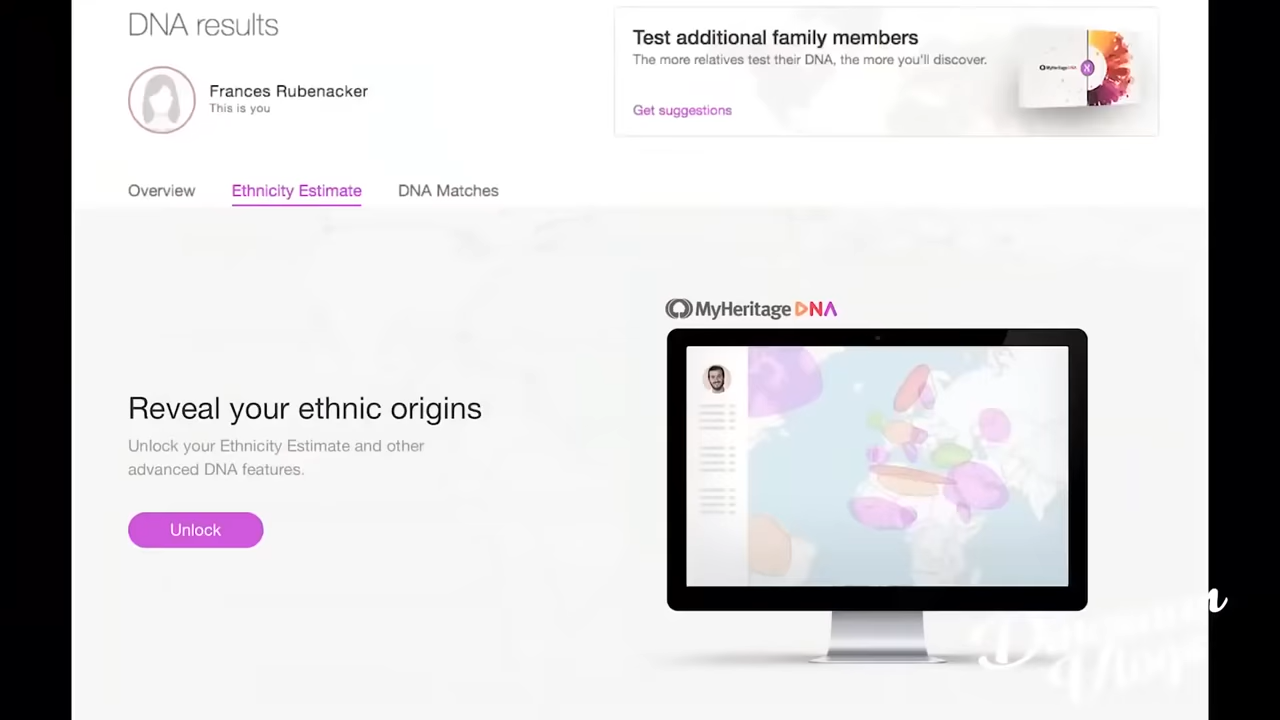 DNA results
Frances Rubenacker
This is you
Test additional family members
The more relatives test their DNA, the more you'll discover.
Get suggestions
MyHeritage DNA
Overview
Ethnicity Estimate
DNA Matches
MyHeritage DNA
Reveal your ethnic origins
Unlock your Ethnicity Estimate and other
advanced DNA features.
Unlock